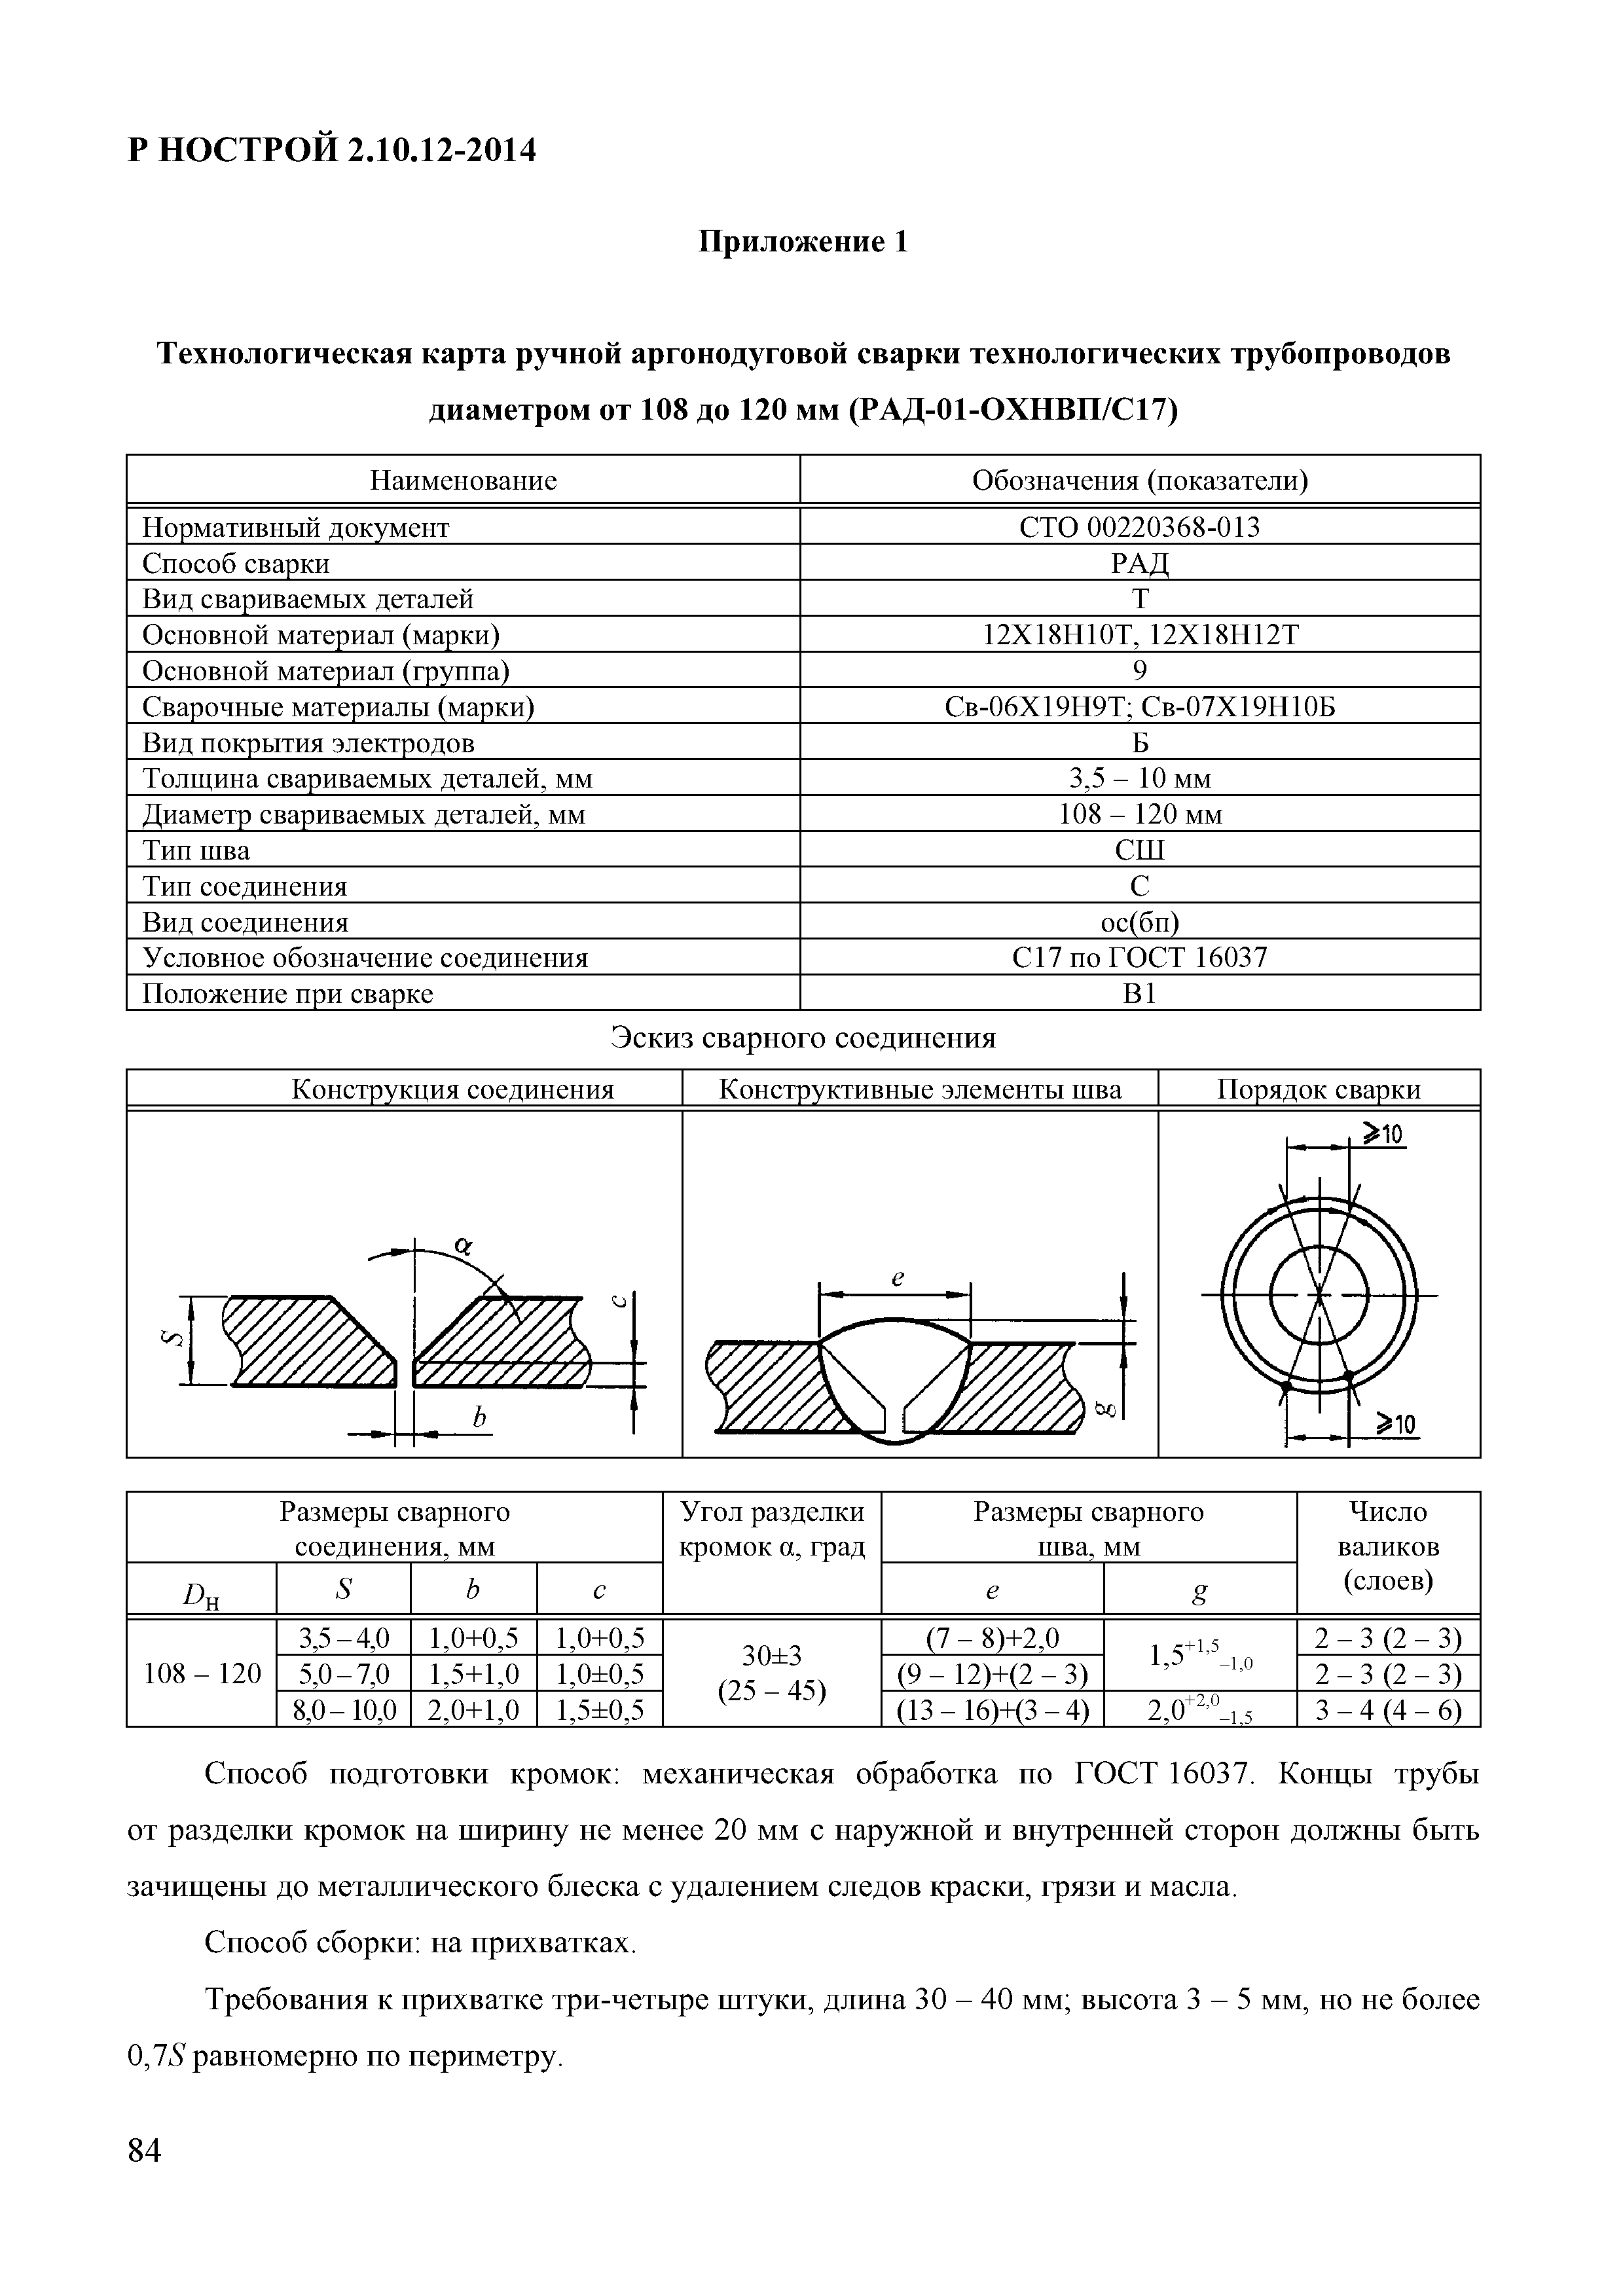 Р НОСТРОЙ 2.10.12-2014
Приложение 1
Технологическая карта ручной аргонодуговой сварки технологических трубопроводов
диаметром от 108 до 120 мм (РАД-01-ОХНВП/С17)
Наименование Обозначения (показатели)
Нормативный документ СТО 00220368-013
Способ сварки РАД
Вид свариваемых деталей Т
Основной материал (марки) 12Х18Н10Т, 12Х18Н12Т
Основной материал (группа) 9
Сварочные материалы (марки) Св-06Х19Н9Т; Св-07Х19Н10Б
Вид покрытия электродов Б
Толщина свариваемых деталей, мм 3,5 – 10 мм
Диаметр свариваемых деталей, мм 108 – 120 мм
Тип шва СШ
Тип соединения С
Вид соединения ос(бп)
Условное обозначение соединения С17 по ГОСТ 16037
Положение при сварке В1
Эскиз сварного соединения
Конструкция соединения Конструктивные элементы шва Порядок сварки
≥10
α
e
S
c
b
g
≥10
Размеры сварного Угол разделки Размеры сварного Число
соединения, мм кромок α, град шва, мм валиков
Dн S b c e g (слоев)
108 – 120 3,5 – 4,0 1,0+0,5 1,0+0,5 30±3 (7 – 8)+2,0 1,5+1,5–1,0 2 – 3 (2 – 3)
5,0 – 7,0 1,5+1,0 1,0±0,5 (25 – 45) (9 – 12)+(2 – 3) 2 – 3 (2 – 3)
8,0 – 10,0 2,0+1,0 1,5±0,5 (13 – 16)+(3 – 4) 2,0+2,0–1,5 3 – 4 (4 – 6)
Способ подготовки кромок: механическая обработка по ГОСТ 16037. Концы трубы
от разделки кромок на ширину не менее 20 мм с наружной и внутренней сторон должны быть
зачищены до металлического блеска с удалением следов краски, грязи и масла.
Способ сборки: на прихватках.
Требования к прихватке три-четыре штуки, длина 30 – 40 мм; высота 3 – 5 мм, но не более
0,7S равномерно по периметру.
84